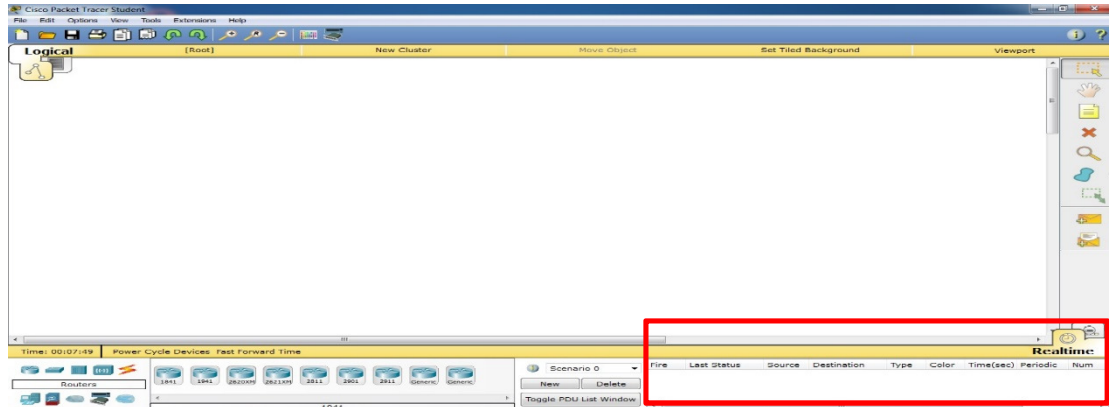 Cisco Packet Tracer Student
File Edit Options View Tools Extensions Help
Logical [Root] New Cluster Move Object Set Tiled Background Viewport
Time: 00:07:49 Power Cycle Devices Fast Forward Time Realtime
Scenario 0 Fire Last Status Source Destination Type Color Time(sec) Periodic Num
1841 1941 2620XM 2621XM 2811 2901 2911 Generic Generic
Routers New Delete
Toggle PDU List Window
1841